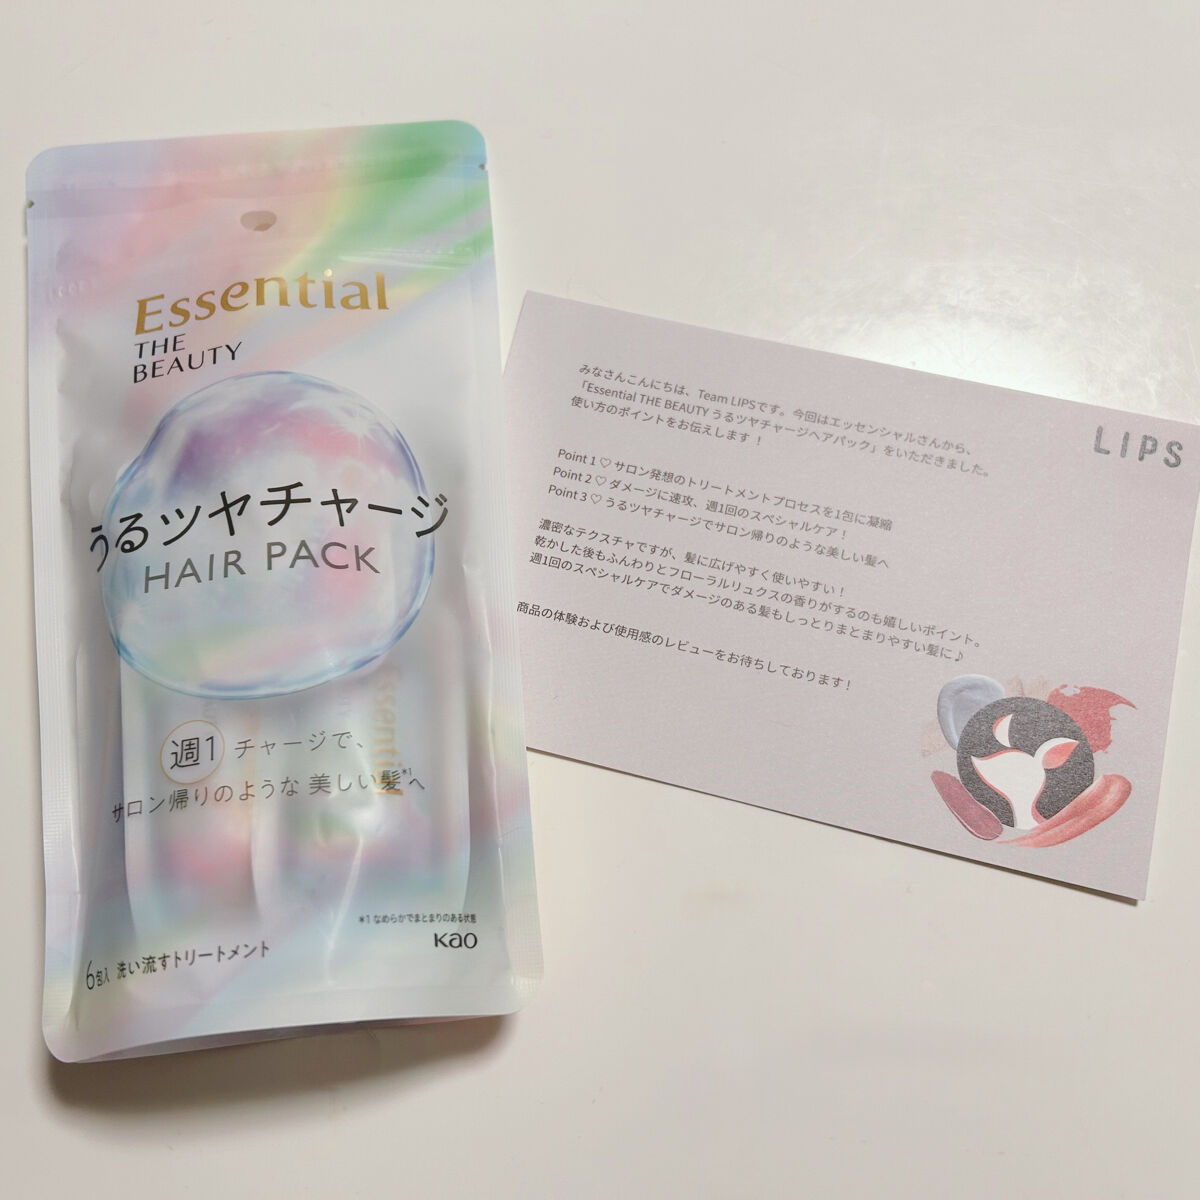 Essential
THE
BEAUTY
うるツヤチャージ
HAIR PACK
週1 チャージで、
サロン帰りのような 美しい髪*1へ
*1 なめらかでまとまりのある状態
Kao
6包入 洗い流すトリートメント
Essential
LIPS
みなさんこんにちは、Team LIPSです。今回はエッセンシャルさんから、
「Essential THE BEAUTY うるツヤチャージヘアパック」をいただきました。
使い方のポイントをお伝えします！
Point 1 ♡ サロン発想のトリートメントプロセスを1包に凝縮
Point 2 ♡ ダメージに速攻、週1回のスペシャルケア！
Point 3 ♡ うるツヤチャージでサロン帰りのような美しい髪へ
濃密なテクスチャですが、髪に広げやすく使いやすい！
乾かした後もふんわりとフローラルリュクスの香りがするのも嬉しいポイント。
週1回のスペシャルケアでダメージのある髪もしっとりまとまりやすい髪に♪
商品の体験および使用感のレビューをお待ちしております！